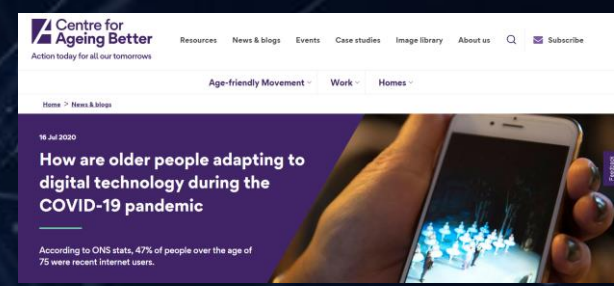 Centre for
Ageing Better
Action today for all our tomorrows
Resources News & blogs Events Case studies Image library About us Subscribe
Age-friendly Movement Work Homes
Home > News & blogs
16 Jul 2020
How are older people adapting to
digital technology during the
COVID-19 pandemic
According to ONS stats, 47% of people over the age of
75 were recent internet users.
Feedback